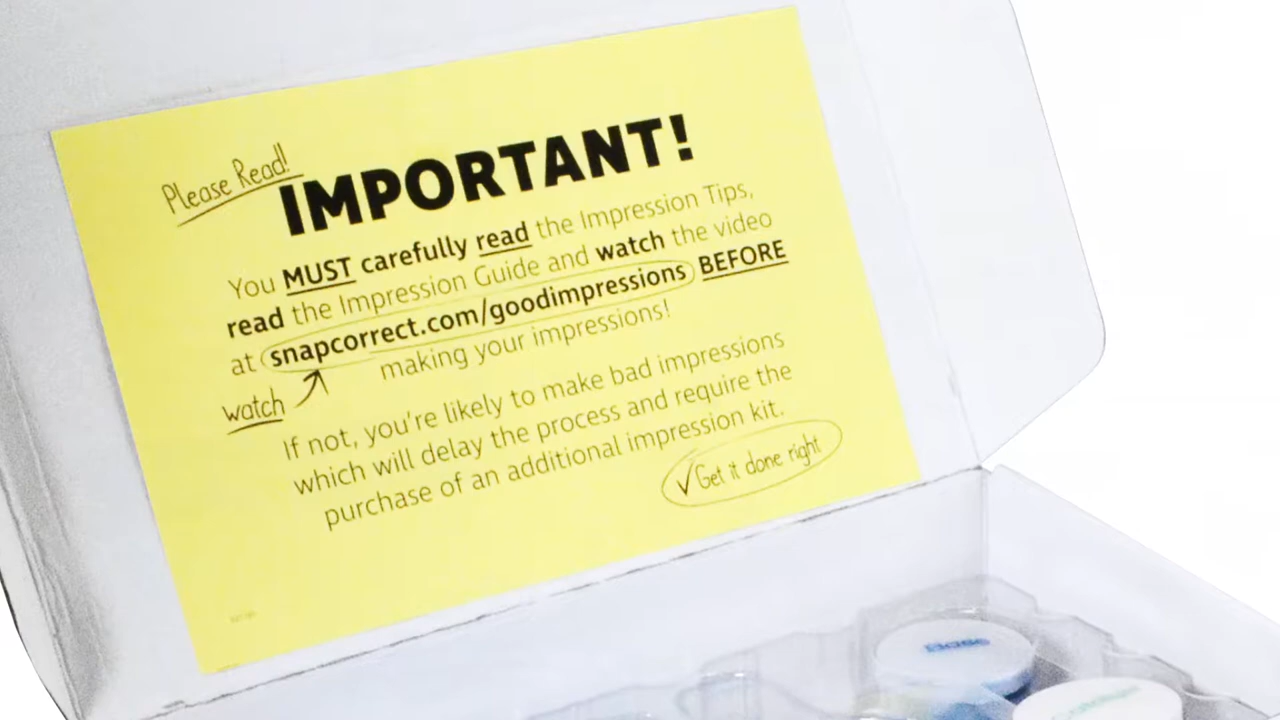 Please Read!
IMPORTANT!
You MUST carefully read the Impression Tips,
read the Impression Guide and watch the video
at snapcorrect.com/goodimpressions BEFORE
making your impressions!
watch
If not, you're likely to make bad impressions
which will delay the process and require the
purchase of an additional impression kit.
✓Get it done right
Base